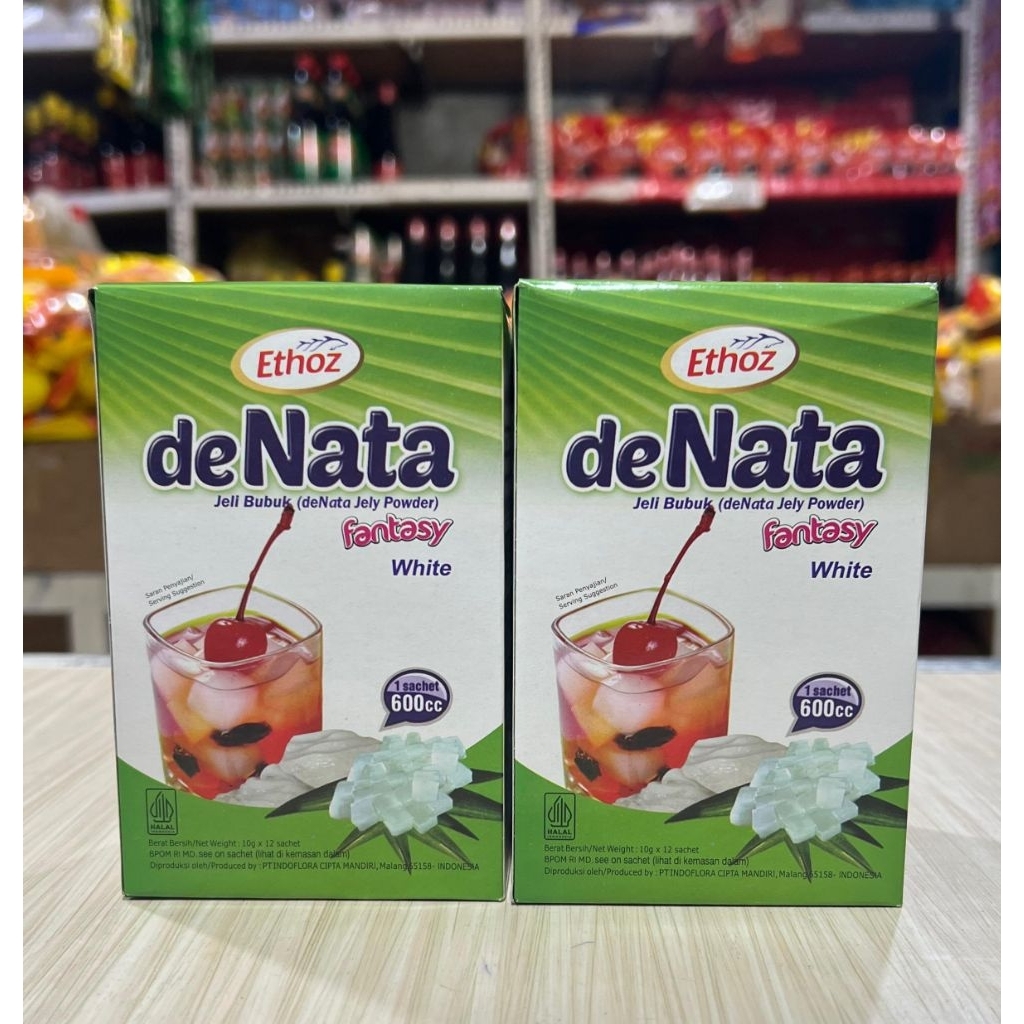 Ethoz
deNata
Jeli Bubuk (deNata Jely Powder)
fantasy
White
Saran Penyajian/
Serving Suggestion
1 sachet
600cc
HALAL
Berat Bersih/Net Weight : 10g x 12 sachet
BPOM RI MD. see on sachet (lihat di kemasan dalam)
Diproduksi oleh/Produced by : PT INDOFLORA CIPTA MANDIRI, Malang 65158- INDONESIA
Ethoz
deNata
Jeli Bubuk (deNata Jely Powder)
fantasy
White
Saran Penyajian/
Serving Suggestion
1 sachet
600cc
HALAL
Berat Bersih/Net Weight : 10g x 12 sachet
BPOM RI MD. see on sachet (lihat di kemasan dalam)
Diproduksi oleh/Produced by : PT INDOFLORA CIPTA MANDIRI, Malang 65158- INDONESIA